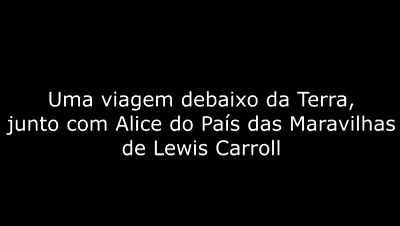 Uma viagem debaixo da Terra,
junto com Alice do País das Maravilhas
de Lewis Carroll